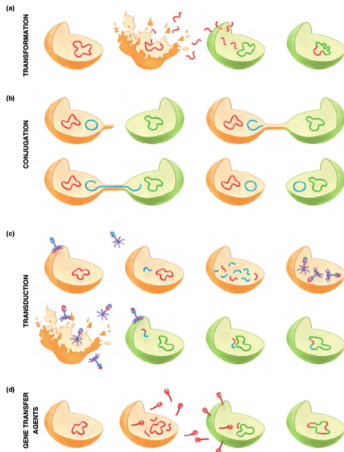 (a)
TRANSFORMATION
(b)
CONJUGATION
(c)
TRANSDUCTION
(d)
GENE TRANSFER
AGENTS